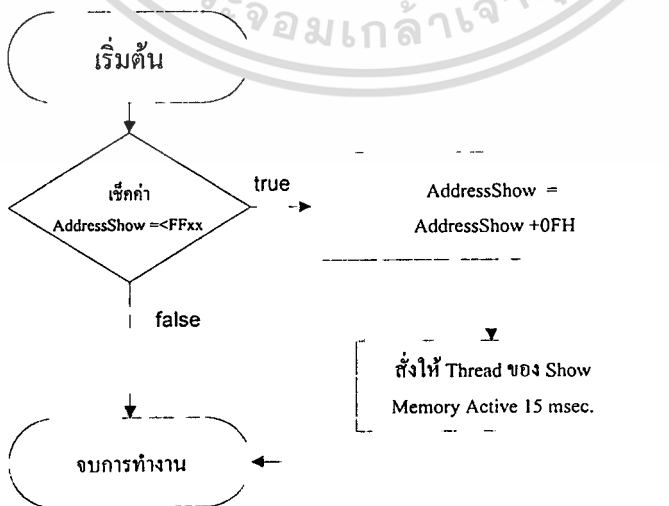 เริ่มต้น
เช็คค่า
AddressShow =<FFxx
true
AddressShow =
AddressShow +0FH
false
สั่งให้ Thread ของ Show
Memory Active 15 msec.
จบการทำงาน